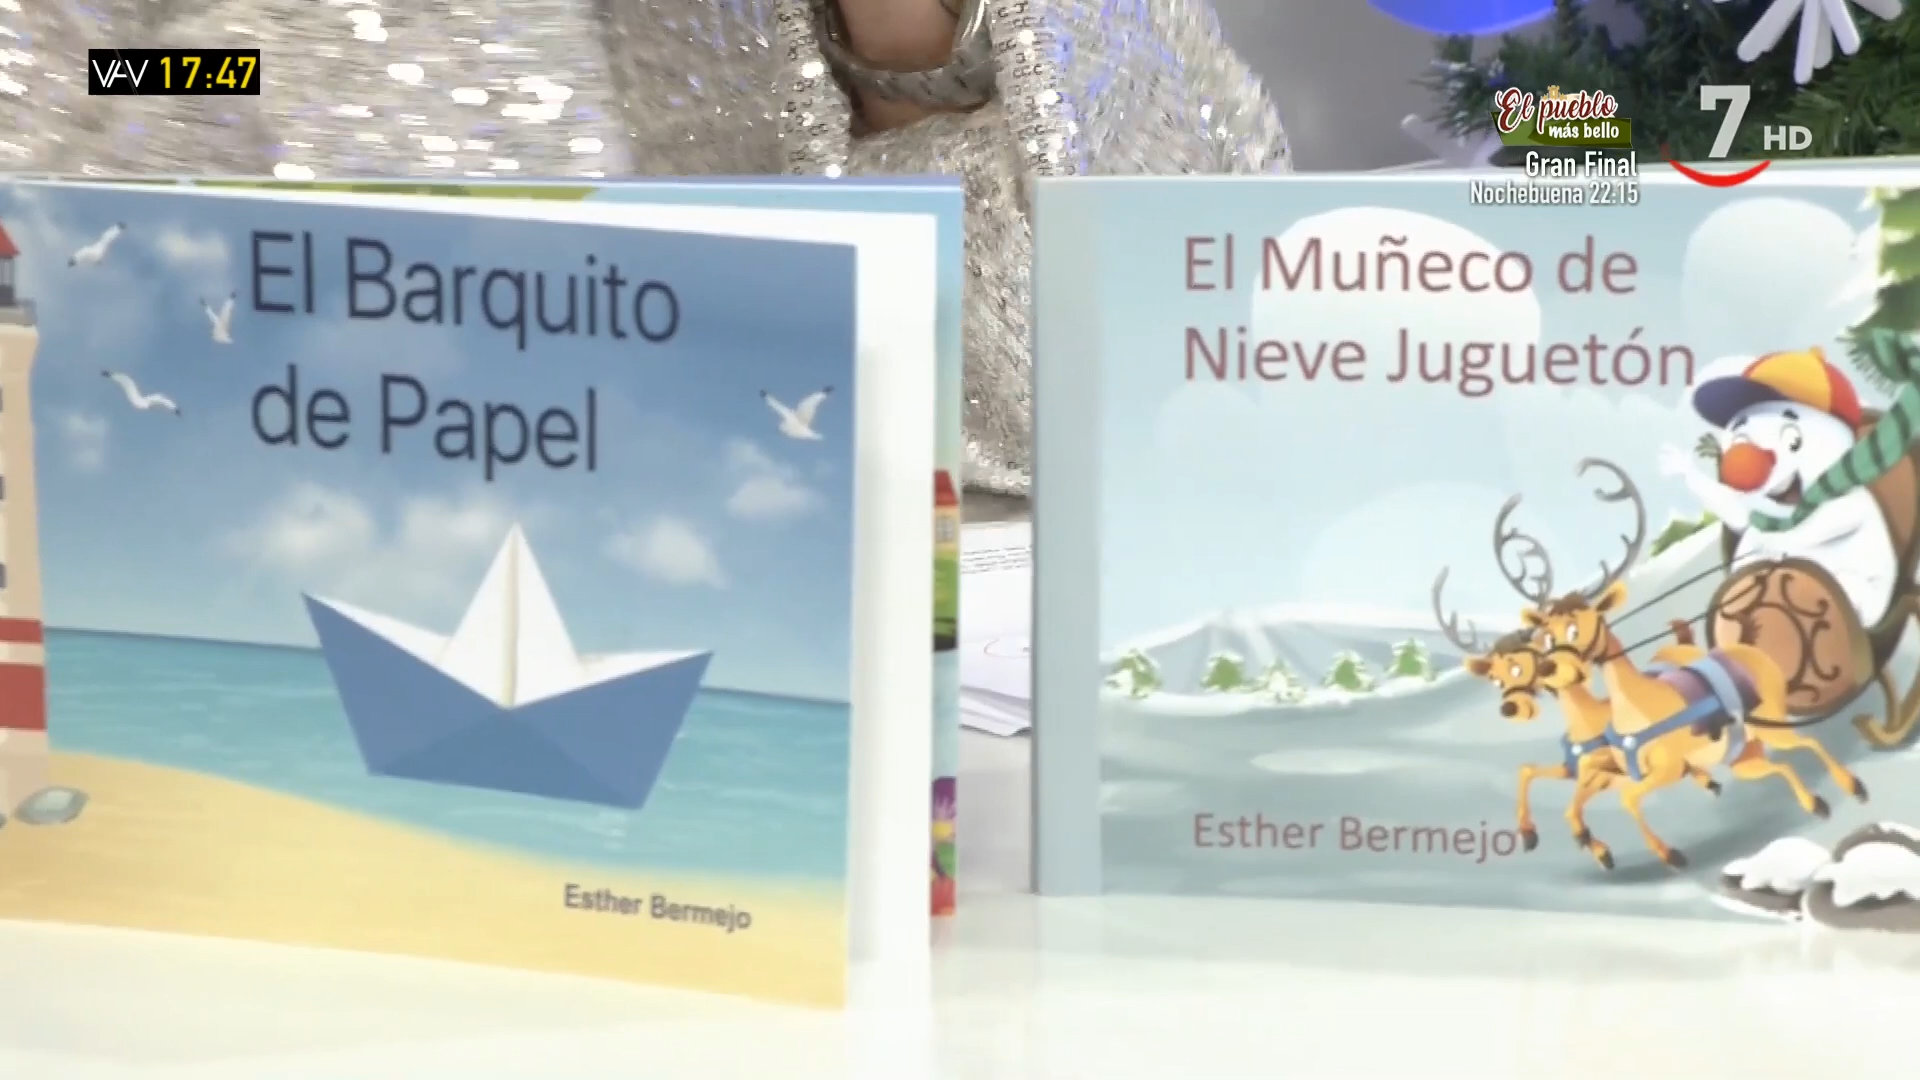 VAV 17:47
El pueblo
más bello
Gran Final
Nochebuena 22:15
7 HD
El Barquito
de Papel
Esther Bermejo
El Muñeco de
Nieve Juguetón
Esther Bermejo